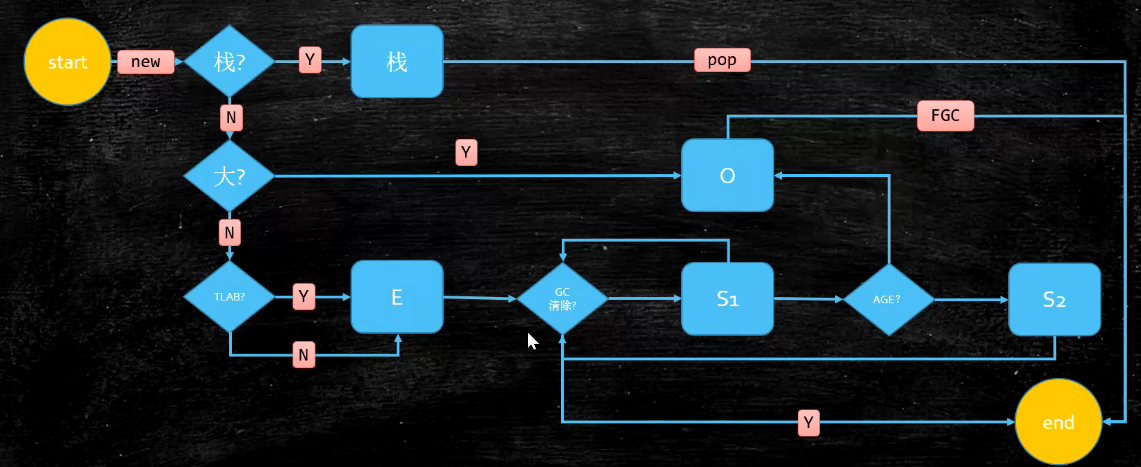 start
new
栈?
Y
栈
pop
N
FGC
大?
Y
O
N
TLAB?
Y
E
GC
清除?
S1
AGE?
S2
N
Y
end